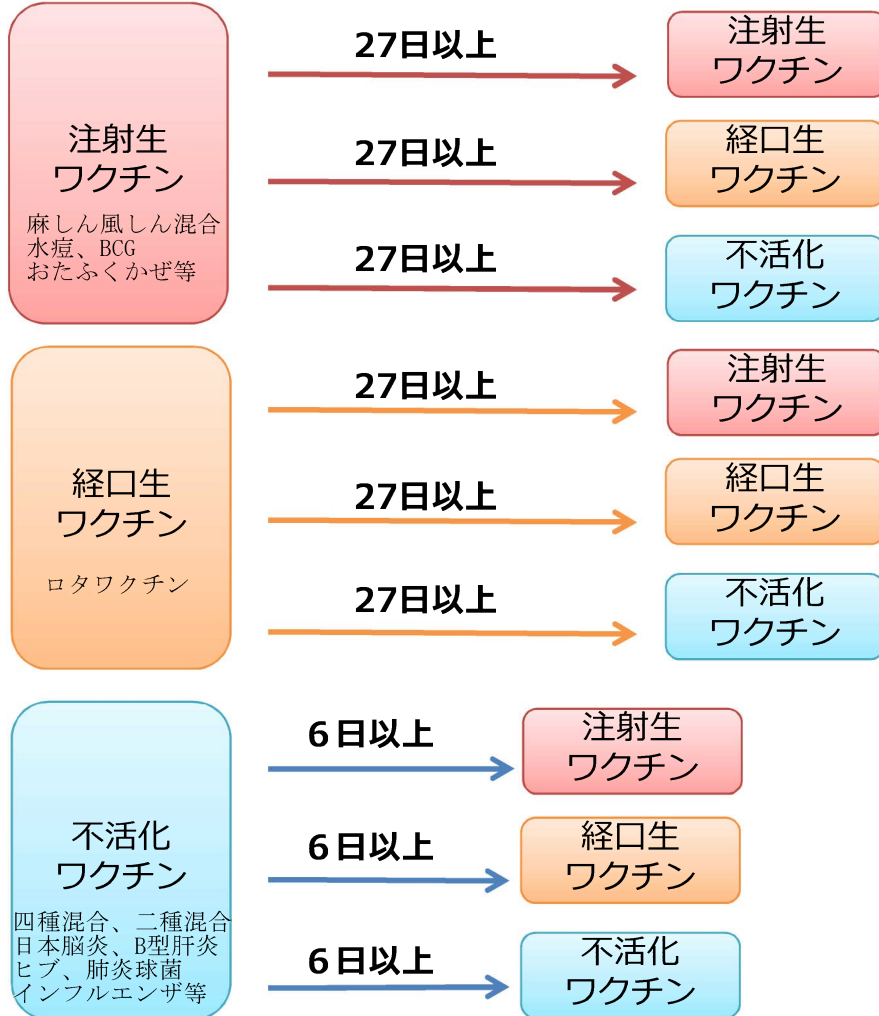 注射生
ワクチン
麻しん風しん混合
水痘、BCG
おたふくかぜ等
27日以上
注射生
ワクチン
27日以上
経口生
ワクチン
27日以上
不活化
ワクチン
経口生
ワクチン
ロタワクチン
27日以上
注射生
ワクチン
27日以上
経口生
ワクチン
27日以上
不活化
ワクチン
不活化
ワクチン
四種混合、二種混合
日本脳炎、B型肝炎
ヒブ、肺炎球菌
インフルエンザ等
6日以上
注射生
ワクチン
6日以上
経口生
ワクチン
6日以上
不活化
ワクチン